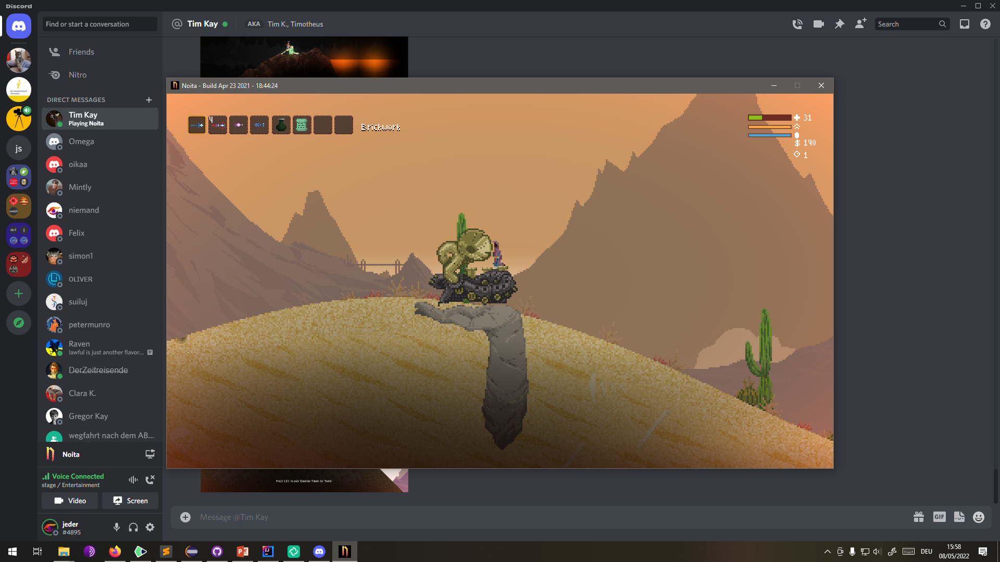 Discord
Find or start a conversation
Friends
Nitro
DIRECT MESSAGES
Tim Kay
Playing Noita
Omega
oikaa
Mintly
niemand
Felix
simon1
OLIVER
suiluj
petermunro
Raven
lawful is just another flavor...
DerZeitreisende
Clara K.
Gregor Kay
wegfahrt nach dem AB...
Noita
Voice Connected
stage / Entertainment
Video
Screen
jeder
#4895
js
Tim Kay
AKA
Tim K., Timotheus
Search
Noita - Build Apr 23 2021 - 18:44:24
4
Brickwork
31
$ 140
1
Press [E] to pick "Emerald Tablet Or Thoth"
Message @Tim Kay
GIF
DEU
15:58
08/05/2022